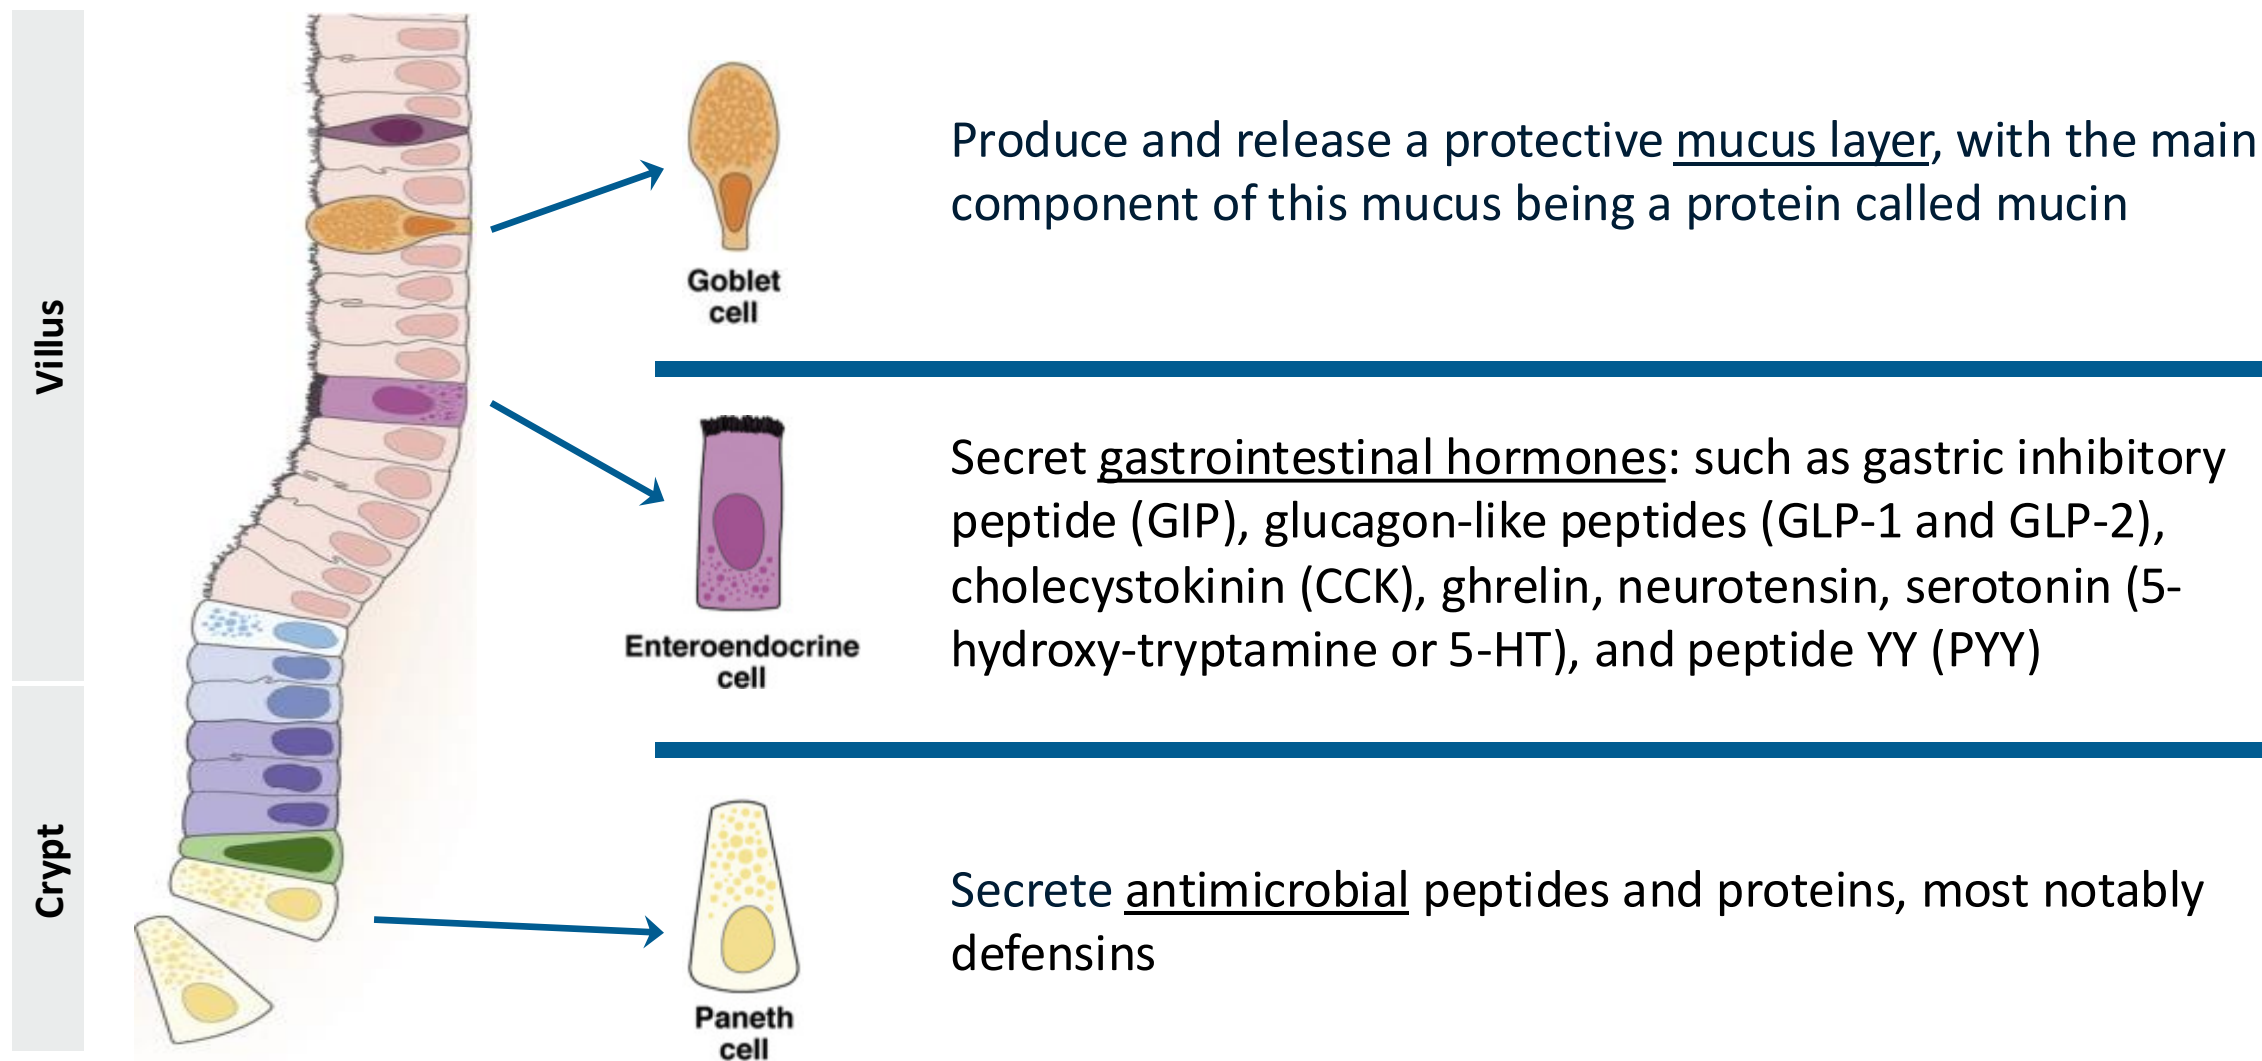 Villus
Goblet
cell
Produce and release a protective mucus layer, with the main
component of this mucus being a protein called mucin
Enteroendocrine
cell
Secret gastrointestinal hormones: such as gastric inhibitory
peptide (GIP), glucagon-like peptides (GLP-1 and GLP-2),
cholecystokinin (CCK), ghrelin, neurotensin, serotonin (5-
hydroxy-tryptamine or 5-HT), and peptide YY (PYY)
Crypt
Paneth
cell
Secrete antimicrobial peptides and proteins, most notably
defensins